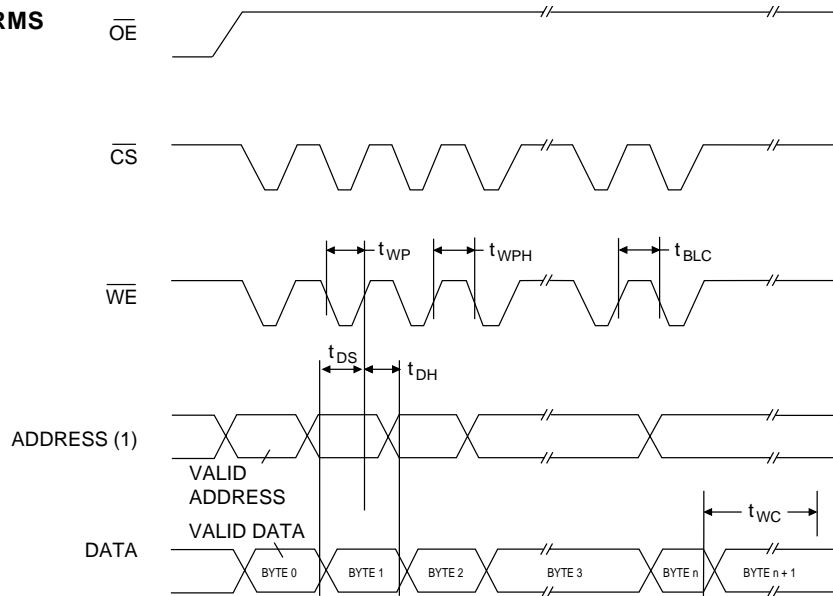 RMS
OE
CS
tWP
tWPH
tBLC
WE
tDS
tDH
ADDRESS (1)
VALID
ADDRESS
tWC
VALID DATA
DATA
BYTE 0
BYTE 1
BYTE 2
BYTE 3
BYTE n
BYTE n + 1